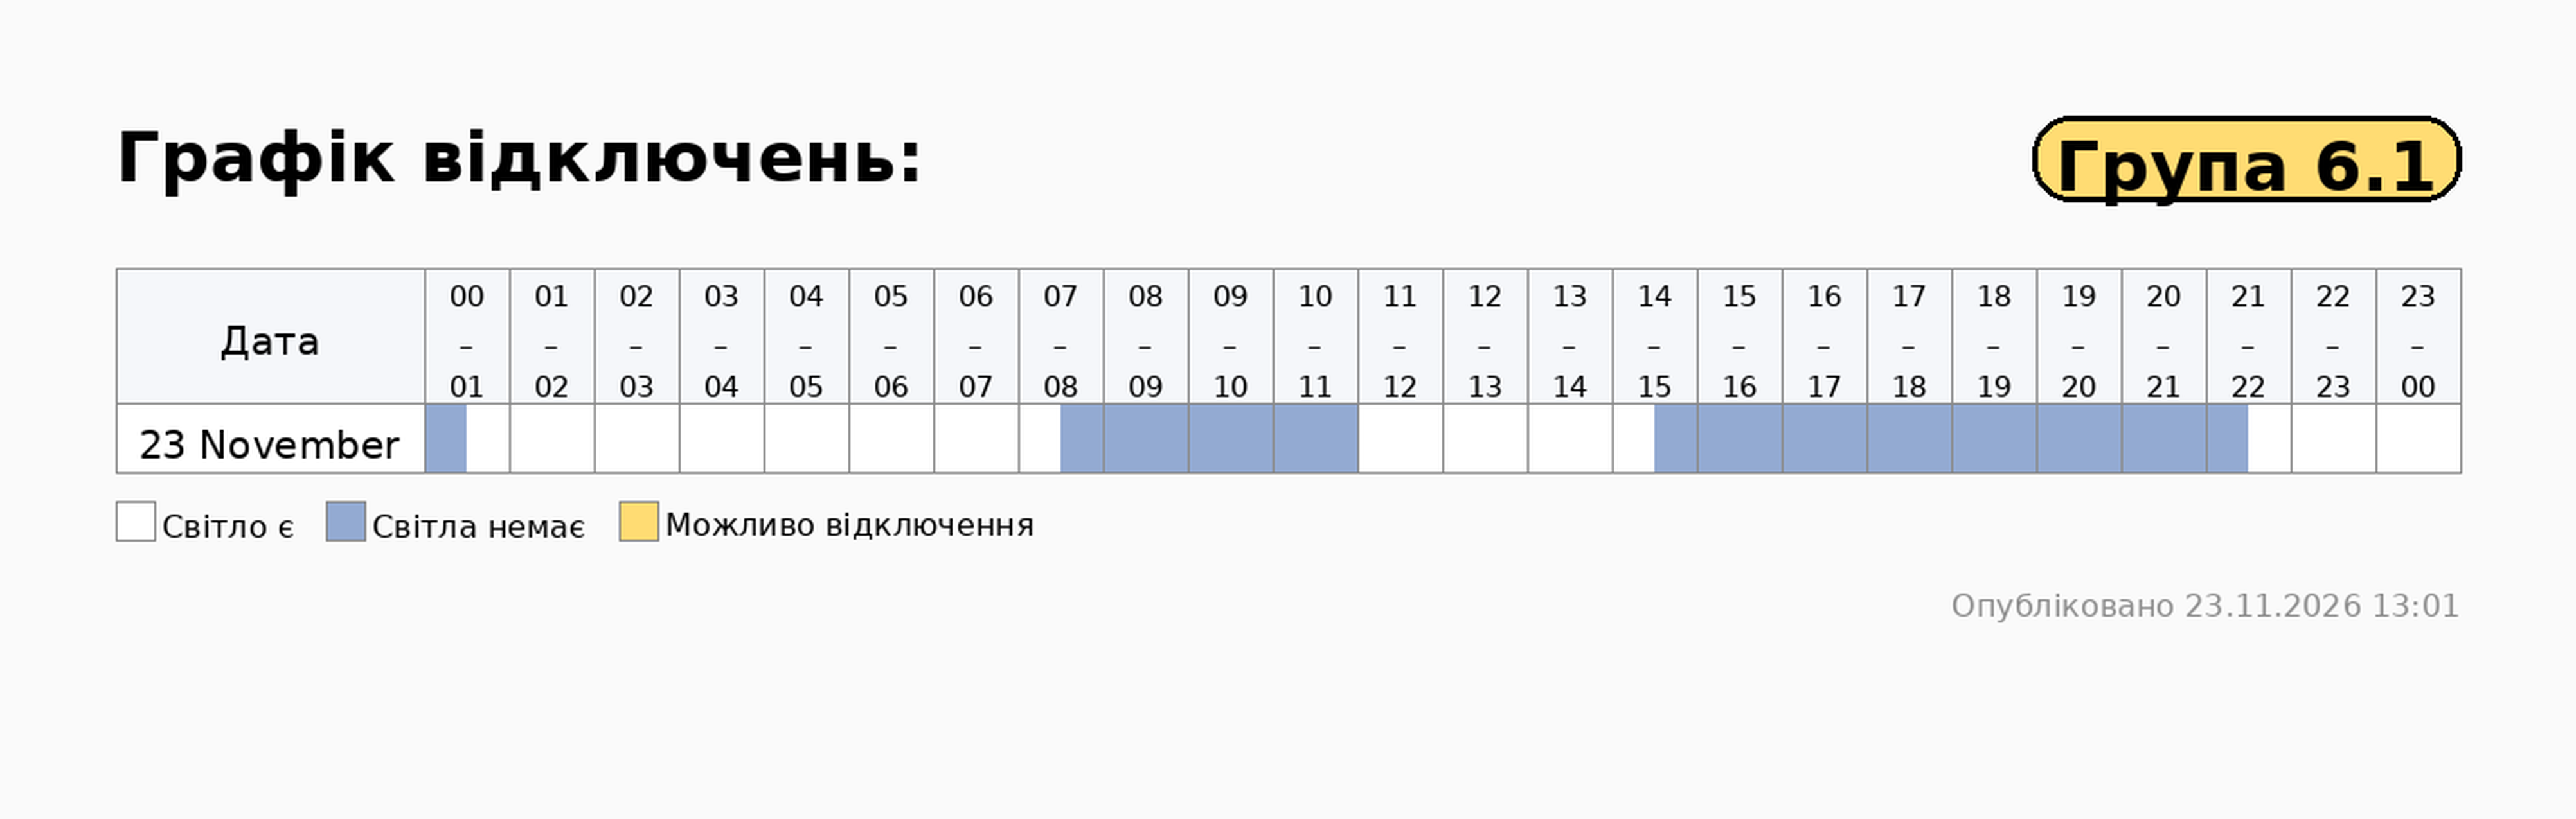 Графік відключень:
Група 6.1
Дата
00 – 01
01 – 02
02 – 03
03 – 04
04 – 05
05 – 06
06 – 07
07 – 08
08 – 09
09 – 10
10 – 11
11 – 12
12 – 13
13 – 14
14 – 15
15 – 16
16 – 17
17 – 18
18 – 19
19 – 20
20 – 21
21 – 22
22 – 23
23 – 00
23 November
Світло є
Світла немає
Можливо відключення
Опубліковано 23.11.2026 13:01